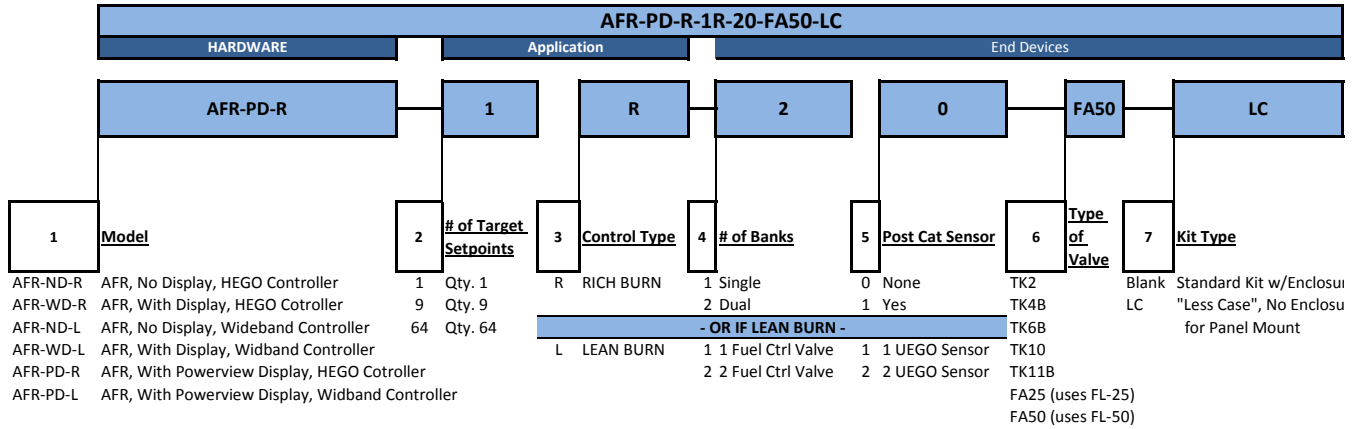 AFR-PD-R-1R-20-FA50-LC
HARDWARE Application End Devices
AFR-PD-R 1 R 2 0 FA50 LC
1 Model 2 # of Target Setpoints 3 Control Type 4 # of Banks 5 Post Cat Sensor 6 Type of Valve 7 Kit Type
AFR-ND-R AFR, No Display, HEGO Controller 1 Qty. 1 R RICH BURN 1 Single 0 None TK2 Blank Standard Kit w/Enclosur
AFR-WD-R AFR, With Display, HEGO Cotroller 9 Qty. 9 2 Dual 1 Yes TK4B LC "Less Case", No Enclosu
AFR-ND-L AFR, No Display, Wideband Controller 64 Qty. 64 - OR IF LEAN BURN - TK6B for Panel Mount
AFR-WD-L AFR, With Display, Widband Controller L LEAN BURN 1 1 Fuel Ctrl Valve 1 1 UEGO Sensor TK10
AFR-PD-R AFR, With Powerview Display, HEGO Cotroller 2 2 Fuel Ctrl Valve 2 2 UEGO Sensor TK11B
AFR-PD-L AFR, With Powerview Display, Widband Controller FA25 (uses FL-25)
FA50 (uses FL-50)